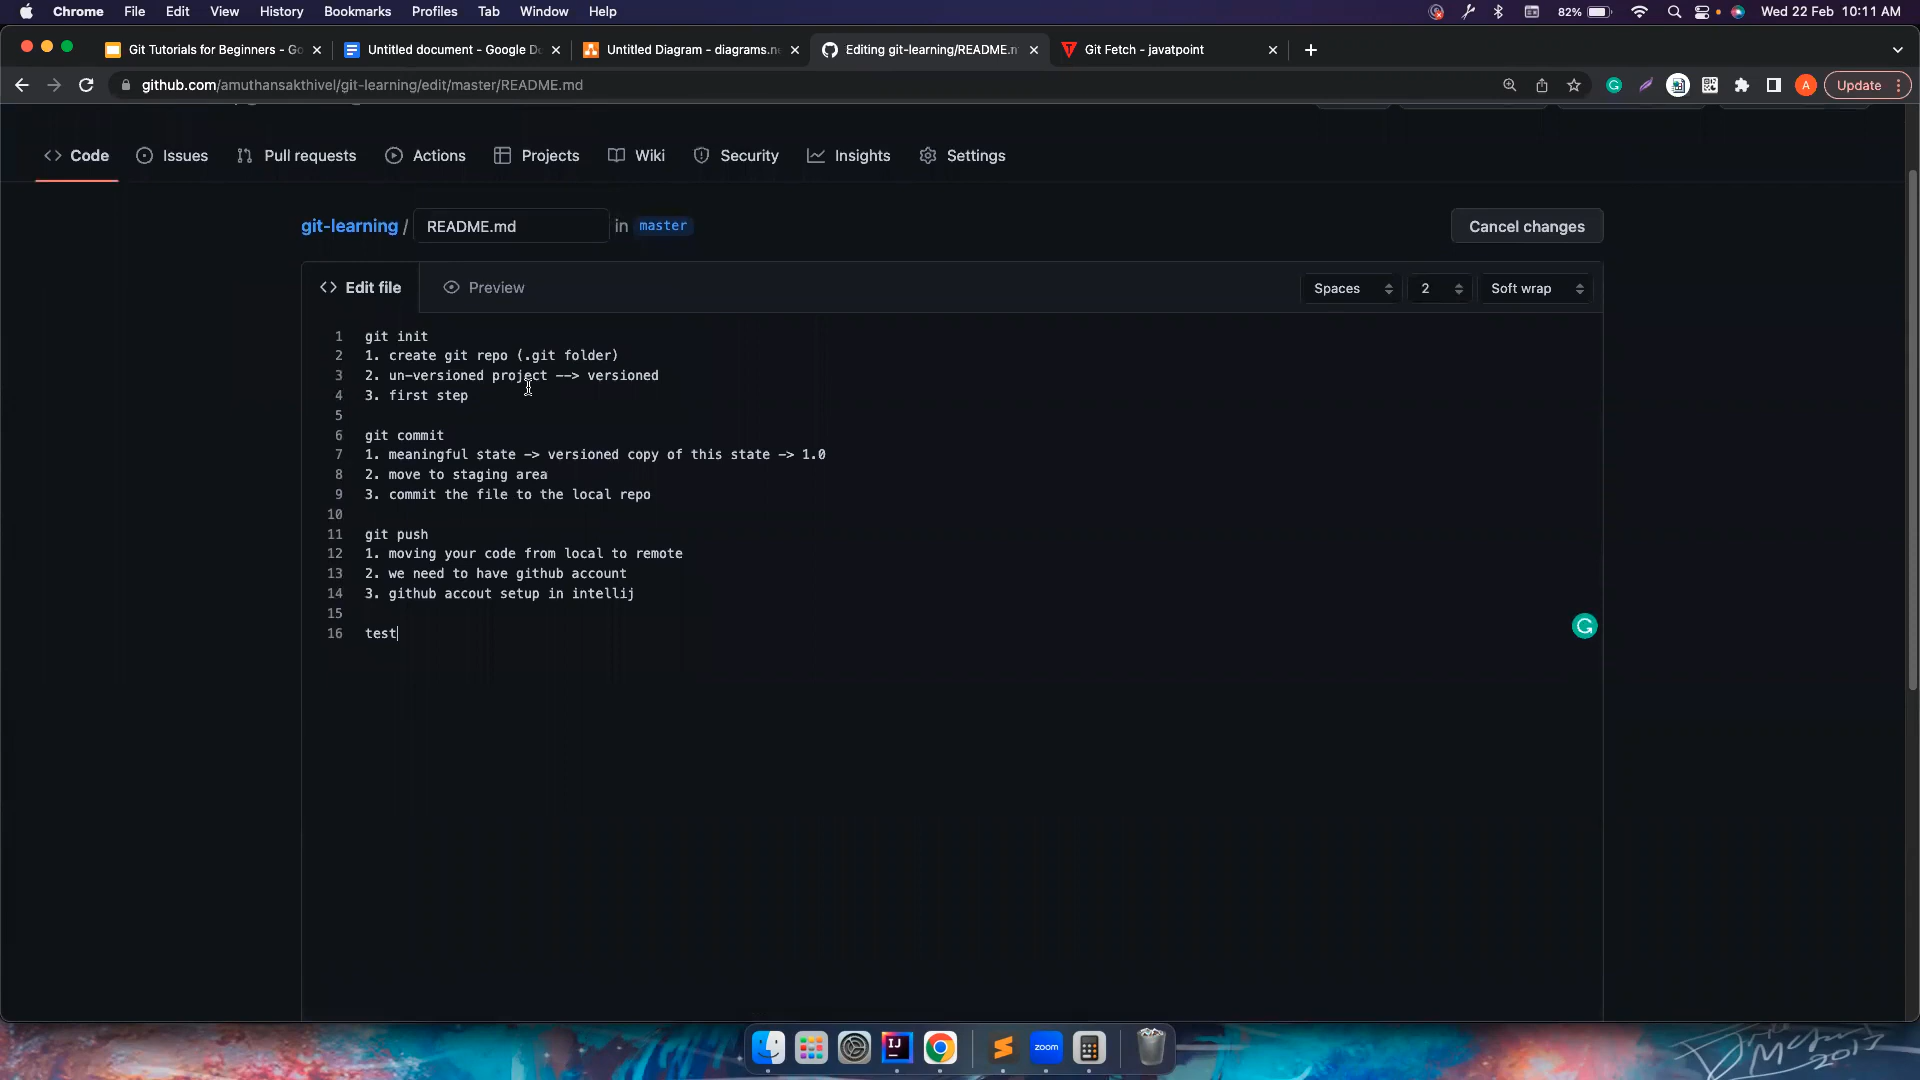 Chrome File Edit View History Bookmarks Profiles Tab Window Help 82% Wed 22 Feb 10:11 AM
Git Tutorials for Beginners - Go Untitled document - Google Do Untitled Diagram - diagrams.ne Editing git-learning/README.m Git Fetch - javatpoint
github.com/amuthansakthivel/git-learning/edit/master/README.md A Update
Code Issues Pull requests Actions Projects Wiki Security Insights Settings
git-learning / README.md in master Cancel changes
Edit file Preview Spaces 2 Soft wrap
1 git init
2 1. create git repo (.git folder)
3 2. un-versioned project --> versioned
4 3. first step
5
6 git commit
7 1. meaningful state -> versioned copy of this state -> 1.0
8 2. move to staging area
9 3. commit the file to the local repo
10
11 git push
12 1. moving your code from local to remote
13 2. we need to have github account
14 3. github accout setup in intellij
15
16 test
IJ zoom
2017